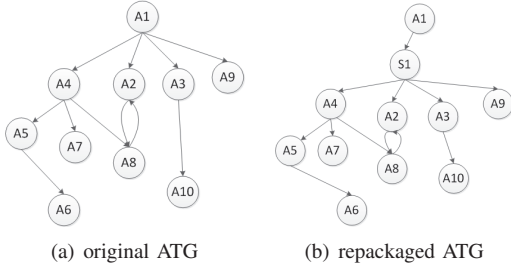 A1
A4
A2
A3
A9
A5
A7
A8
A10
A6
(a) original ATG
A1
S1
A4
A2
A3
A9
A5
A7
A8
A10
A6
(b) repackaged ATG